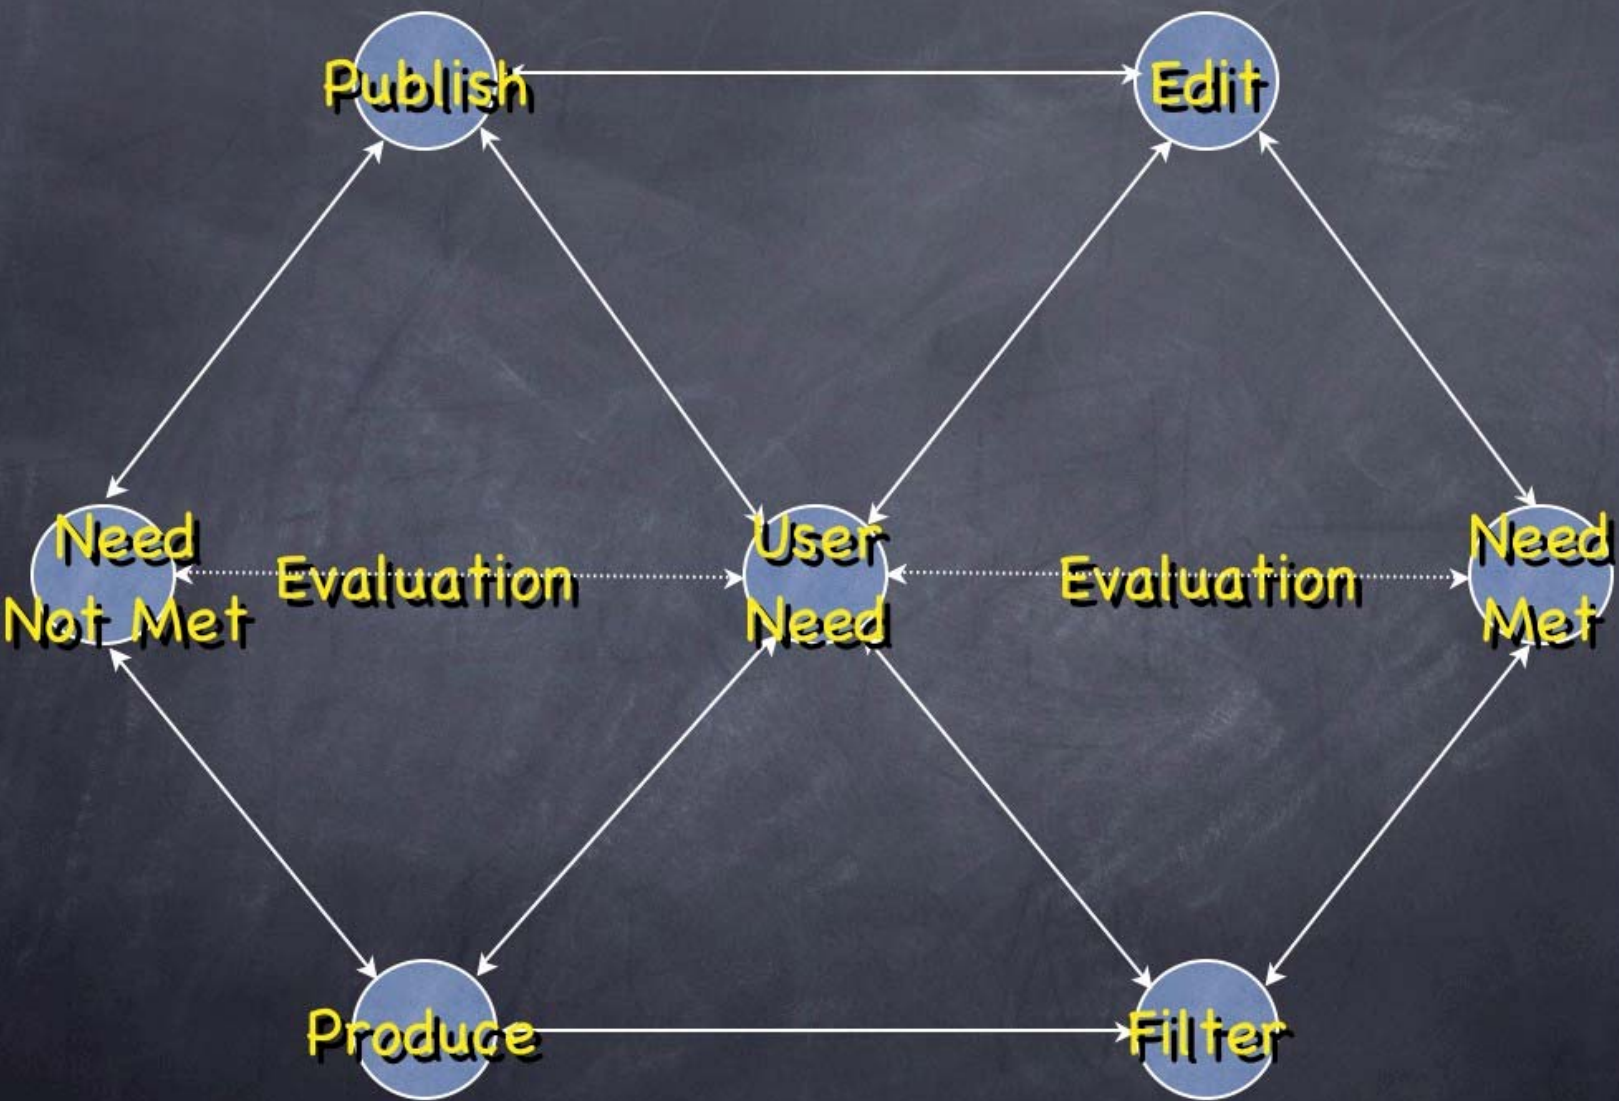 Publish
Edit
Need
Not Met
Evaluation
User
Need
Evaluation
Need
Met
Produce
Filter